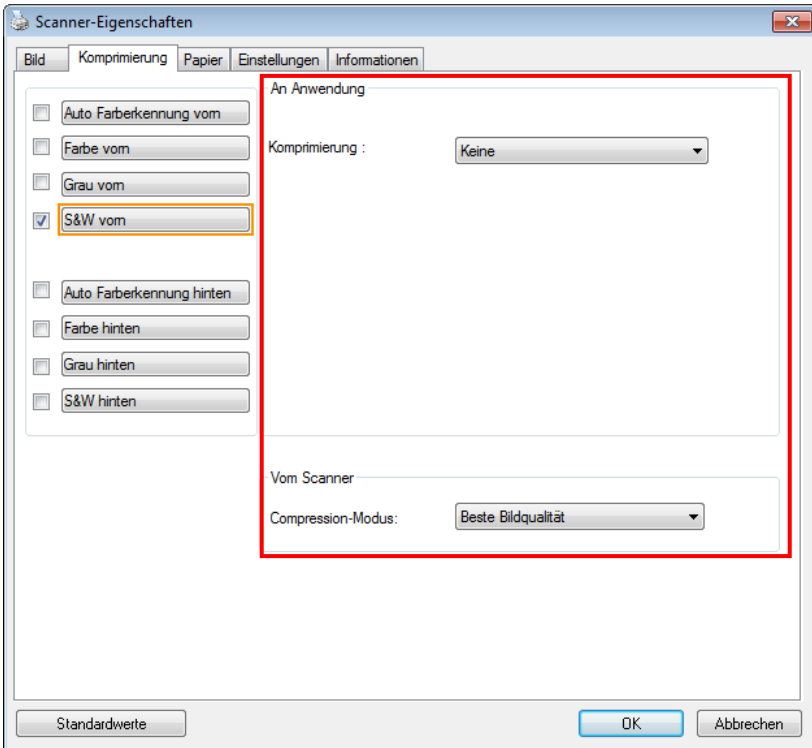 Scanner-Eigenschaften
Bild Komprimierung Papier Einstellungen Informationen
Auto Farberkennung vorn
Farbe vorn
Grau vorn
S&W vorn
Auto Farberkennung hinten
Farbe hinten
Grau hinten
S&W hinten
An Anwendung
Komprimierung : Keine
Vom Scanner
Compression-Modus: Beste Bildqualität
Standardwerte OK Abbrechen